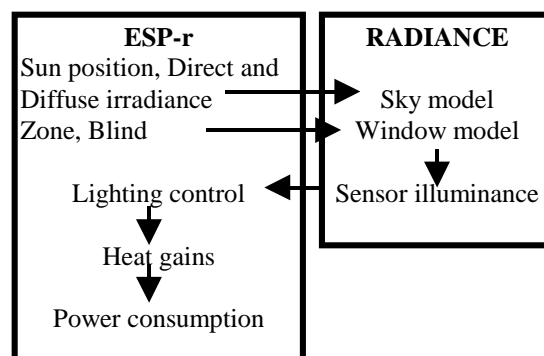 ESP-r
Sun position, Direct and
Diffuse irradiance
Zone, Blind
Lighting control
Heat gains
Power consumption
RADIANCE
Sky model
Window model
Sensor illuminance